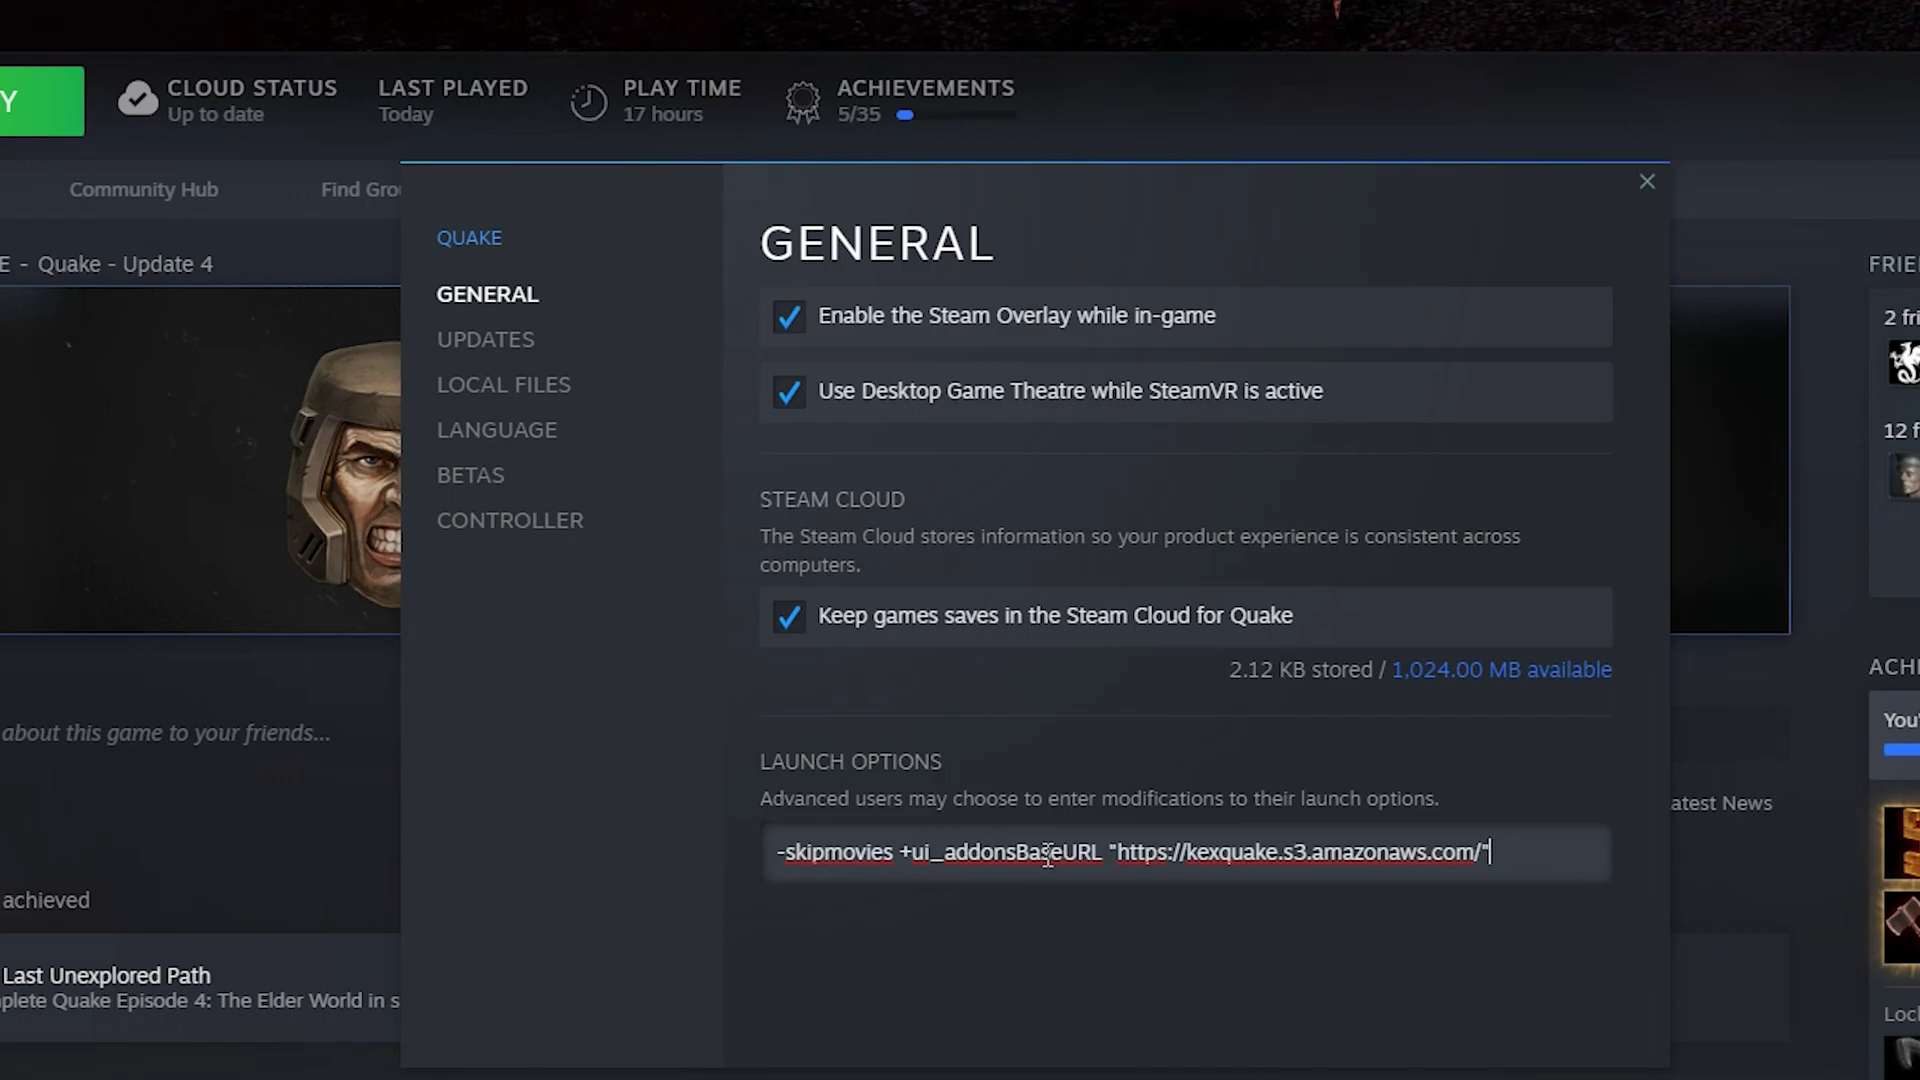 Y
CLOUD STATUS
Up to date
LAST PLAYED
Today
PLAY TIME
17 hours
ACHIEVEMENTS
5/35
Community Hub
Find Grou
E - Quake - Update 4
about this game to your friends...
achieved
Last Unexplored Path
plete Quake Episode 4: The Elder World in s
QUAKE
GENERAL
UPDATES
LOCAL FILES
LANGUAGE
BETAS
CONTROLLER
GENERAL
Enable the Steam Overlay while in-game
Use Desktop Game Theatre while SteamVR is active
STEAM CLOUD
The Steam Cloud stores information so your product experience is consistent across
computers.
Keep games saves in the Steam Cloud for Quake
2.12 KB stored / 1,024.00 MB available
LAUNCH OPTIONS
Advanced users may choose to enter modifications to their launch options.
-skipmovies +ui_addonsBaseURL "https://kexquake.s3.amazonaws.com/"
FRIE
2 fri
12 f
ACHI
You'
atest News
Loc